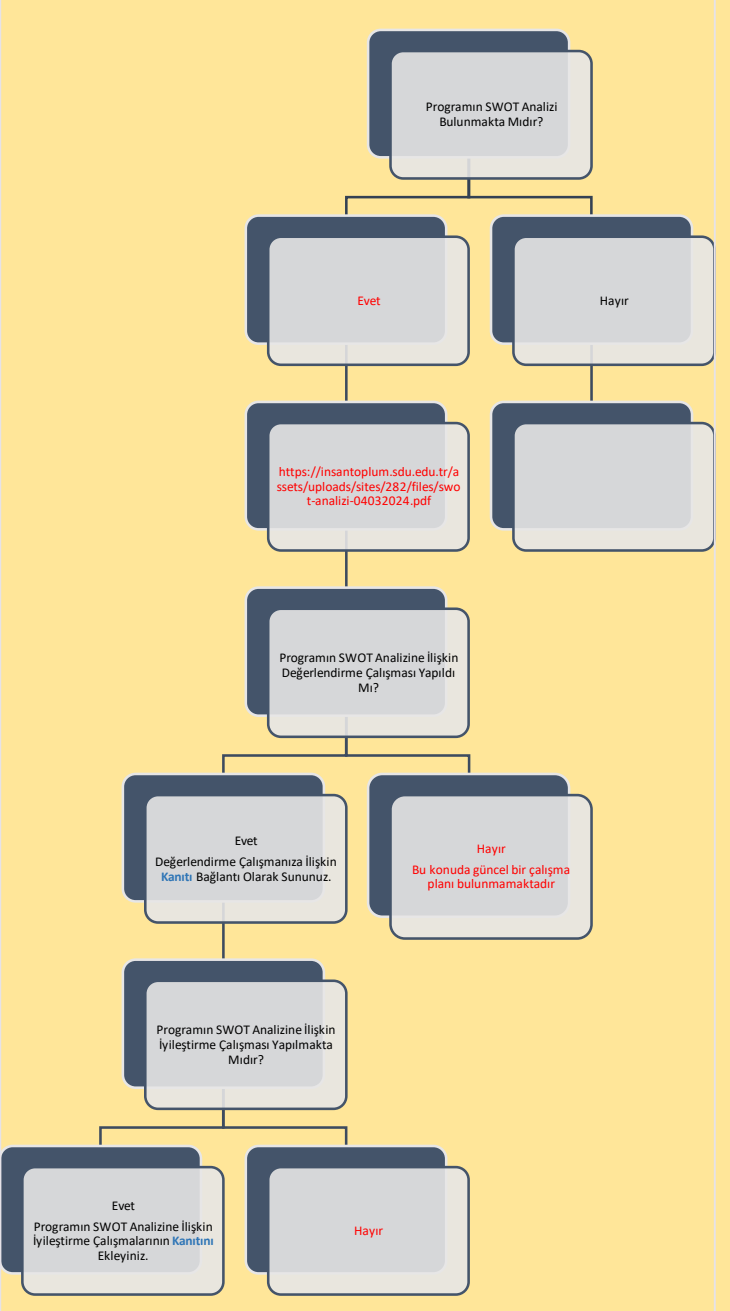 Programın SWOT Analizi
Bulunmakta Mıdır?
Evet
Hayır
https://insantoplum.sdu.edu.tr/a
ssets/uploads/sites/282/files/swo
t-analizi-04032024.pdf
Programın SWOT Analizine İlişkin
Değerlendirme Çalışması Yapıldı
Mı?
Evet
Değerlendirme Çalışmanıza İlişkin
Kanıtı Bağlantı Olarak Sununuz.
Hayır
Bu konuda güncel bir çalışma
planı bulunmamaktadır
Programın SWOT Analizine İlişkin
İyileştirme Çalışması Yapılmakta
Mıdır?
Evet
Programın SWOT Analizine İlişkin
İyileştirme Çalışmalarının Kanıtını
Ekleyiniz.
Hayır